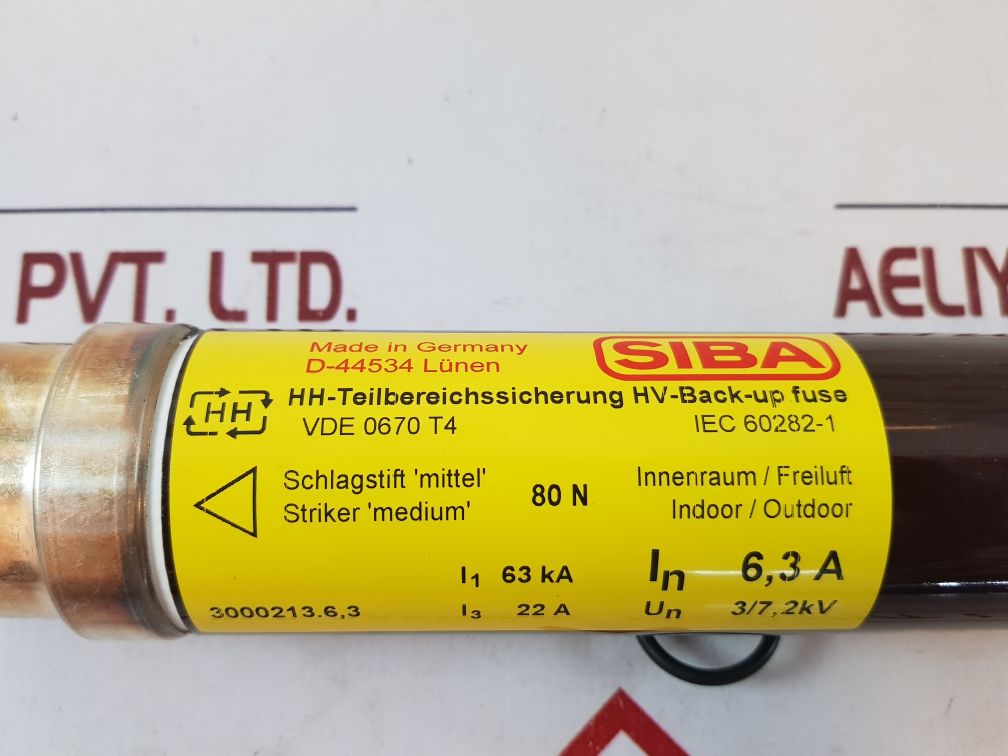 PVT. LTD.
AELIY
Made in Germany
D-44534 Lünen
SIBA
HH
HH-Teilbereichssicherung HV-Back-up fuse
VDE 0670 T4
IEC 60282-1
Schlagstift 'mittel'
Striker 'medium'
80 N
Innenraum / Freiluft
Indoor / Outdoor
I1 63 kA
In 6,3 A
3000213.6,3
I3 22 A
Un 3/7,2kV